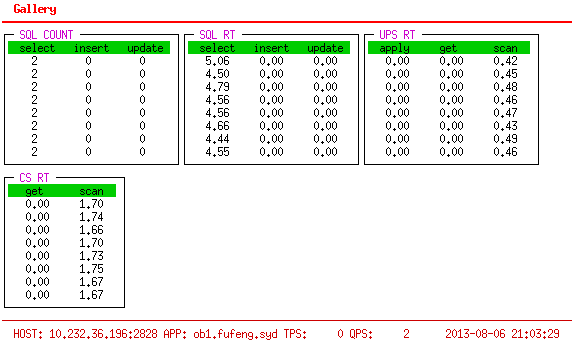 Gallery
SQL COUNT
select insert update
2 0 0
2 0 0
2 0 0
2 0 0
2 0 0
2 0 0
2 0 0
2 0 0
SQL RT
select insert update
5.06 0.00 0.00
4.50 0.00 0.00
4.79 0.00 0.00
4.56 0.00 0.00
4.56 0.00 0.00
4.66 0.00 0.00
4.44 0.00 0.00
4.55 0.00 0.00
UPS RT
apply get scan
0.00 0.00 0.42
0.00 0.00 0.45
0.00 0.00 0.48
0.00 0.00 0.46
0.00 0.00 0.47
0.00 0.00 0.43
0.00 0.00 0.49
0.00 0.00 0.46
CS RT
get scan
0.00 1.70
0.00 1.74
0.00 1.66
0.00 1.70
0.00 1.73
0.00 1.75
0.00 1.67
0.00 1.67
HOST: 10.232.36.196:2828 APP: ob1.fufeng.syd TPS: 0 QPS: 2 2013-08-06 21:03:29